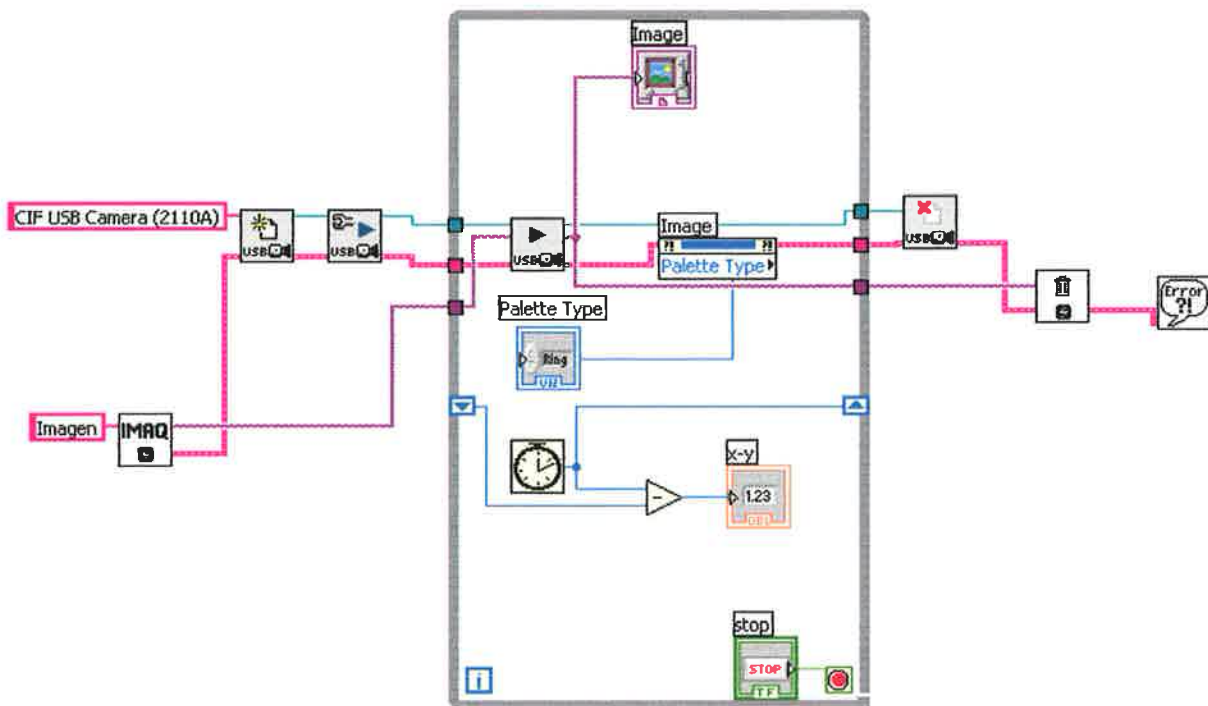 Image
CIF USB Camera (2110A)
USB
USB
USB
Image
?! ?!
Palette Type
USB
Error
?!
Palette Type
Ring
Imagen
IMAQ
x-y
1.23
DBL
stop
STOP
TF
i